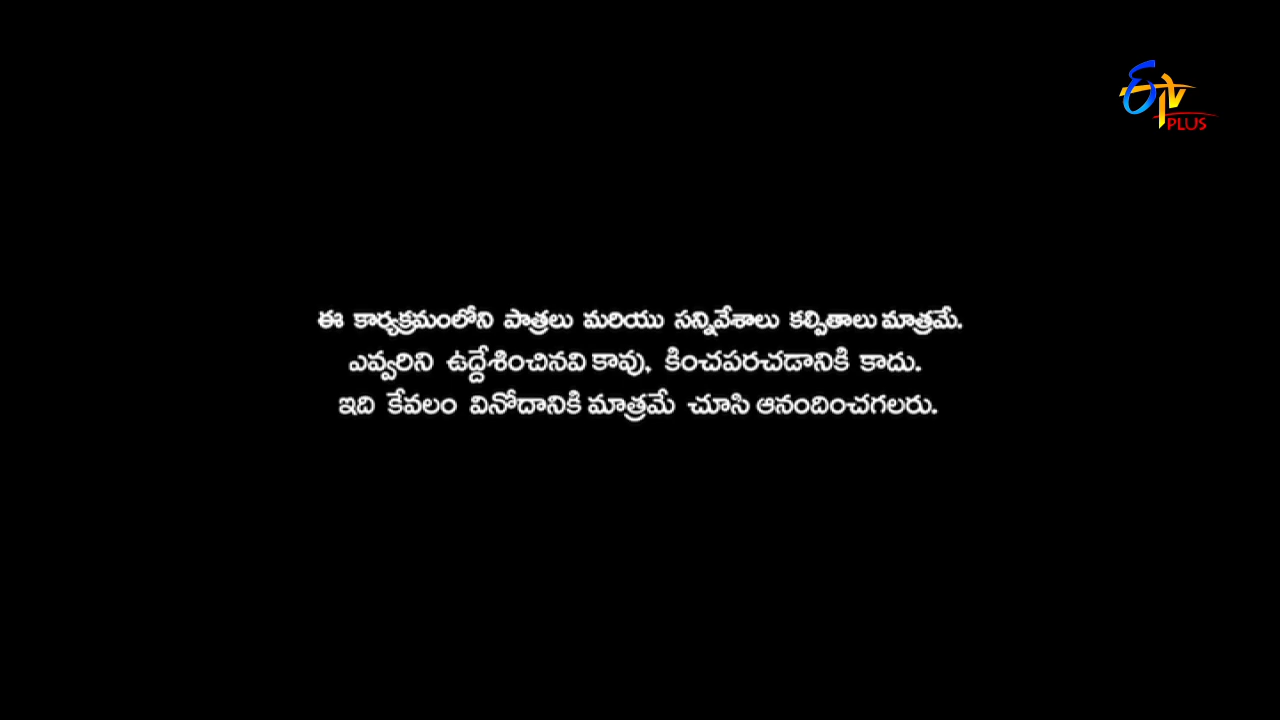 ETV
PLUS
ఈ కార్యక్రమంలోని పాత్రలు మరియు సన్నివేశాలు కల్పితాలు మాత్రమే.
ఎవ్వరిని ఉద్దేశించినవి కావు, కించపరచడానికి కాదు.
ఇది కేవలం వినోదానికి మాత్రమే చూసి ఆనందించగలరు.